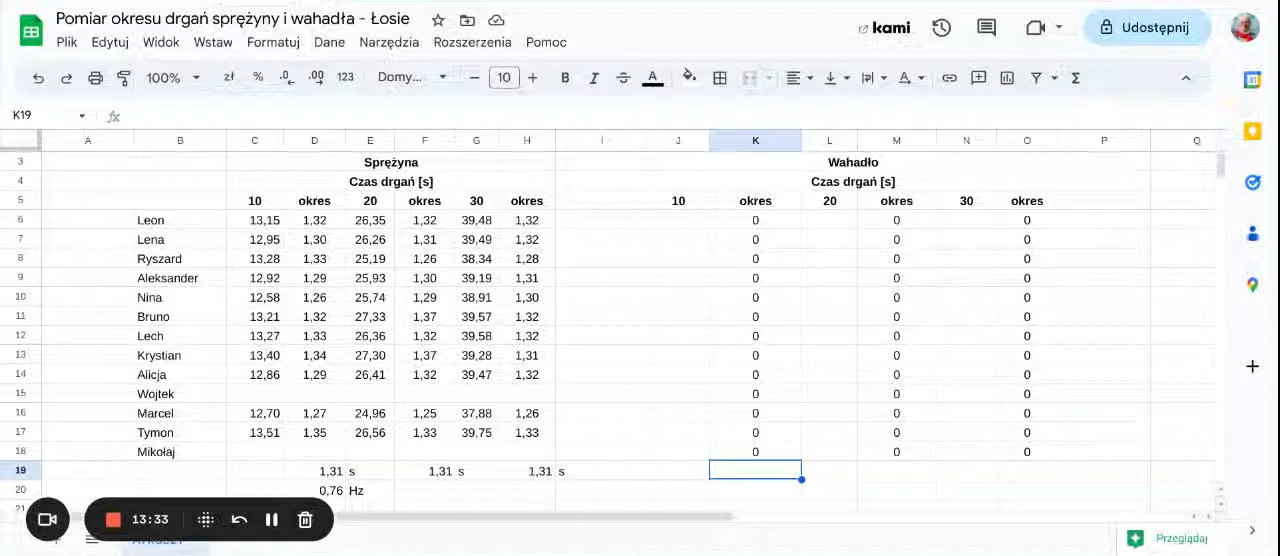 Pomiar okresu drgań sprężyny i wahadła - Łosie
kami
Udostępnij
Plik Edytuj Widok Wstaw Formatuj Dane Narzędzia Rozszerzenia Pomoc
100% zł % .0 .00 123 Domy... 10 B I A
K19 fx
A B C D E F G H I J K L M N O P Q
3 Sprężyna Wahadło
4 Czas drgań [s] Czas drgań [s]
5 10 okres 20 okres 30 okres 10 okres 20 okres 30 okres
6 Leon 13,15 1,32 26,35 1,32 39,48 1,32 0 0 0
7 Lena 12,95 1,30 26,26 1,31 39,49 1,32 0 0 0
8 Ryszard 13,28 1,33 25,19 1,26 38,34 1,28 0 0 0
9 Aleksander 12,92 1,29 25,93 1,30 39,19 1,31 0 0 0
10 Nina 12,58 1,26 25,74 1,29 38,91 1,30 0 0 0
11 Bruno 13,21 1,32 27,33 1,37 39,57 1,32 0 0 0
12 Lech 13,27 1,33 26,36 1,32 39,58 1,32 0 0 0
13 Krystian 13,40 1,34 27,30 1,37 39,28 1,31 0 0 0
14 Alicja 12,86 1,29 26,41 1,32 39,47 1,32 0 0 0
15 Wojtek 0 0 0
16 Marcel 12,70 1,27 24,96 1,25 37,88 1,26 0 0 0
17 Tymon 13,51 1,35 26,56 1,33 39,75 1,33 0 0 0
18 Mikołaj 0 0 0
19 1,31 s 1,31 s 1,31 s
20 0,76 Hz
21
13:33
Przeglądaj